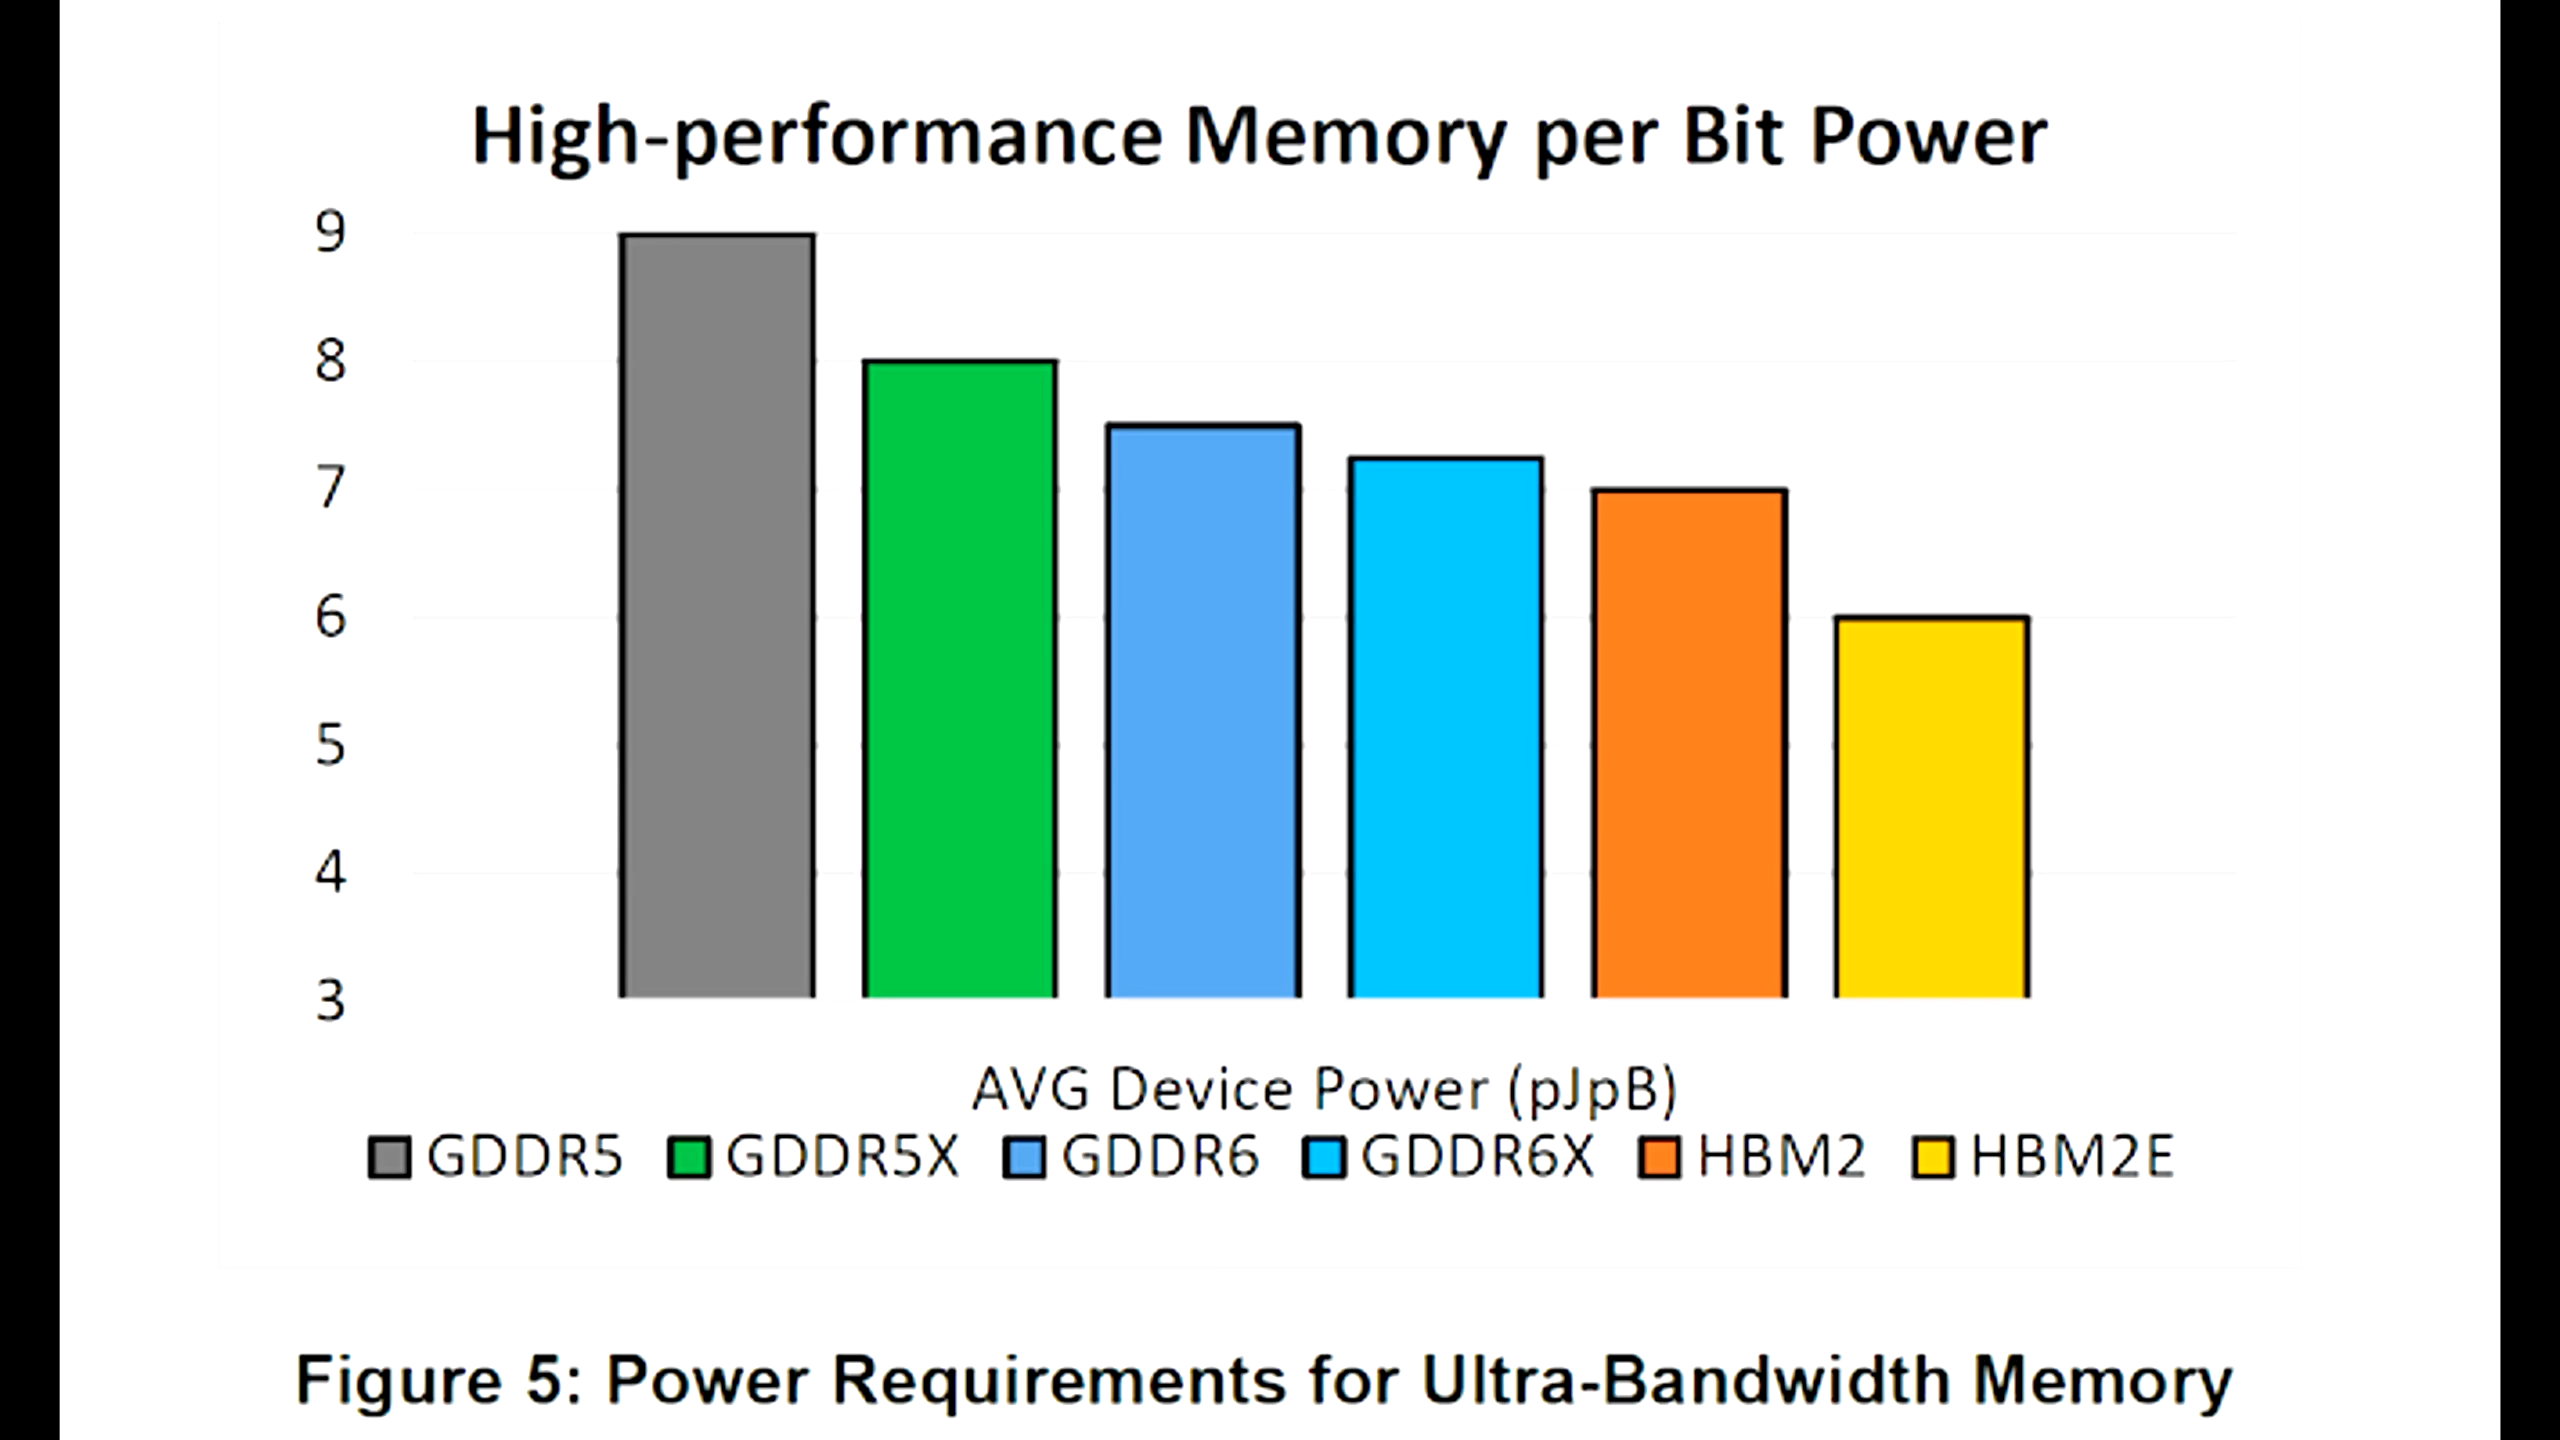 High-performance Memory per Bit Power
9
8
7
6
5
4
3
AVG Device Power (pJpB)
GDDR5 GDDR5X GDDR6 GDDR6X HBM2 HBM2E
Figure 5: Power Requirements for Ultra-Bandwidth Memory